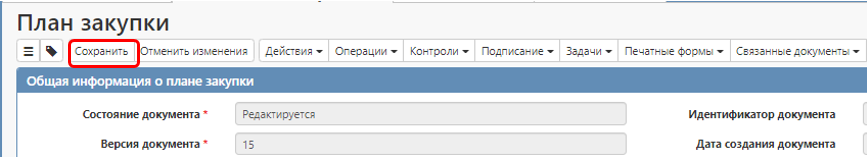 План закупки
Сохранить Отменить изменения Действия Операции Контроли Подписание Задачи Печатные формы Связанные документы
Общая информация о плане закупки
Состояние документа * Редактируется Идентификатор документа
Версия документа * 15 Дата создания документа